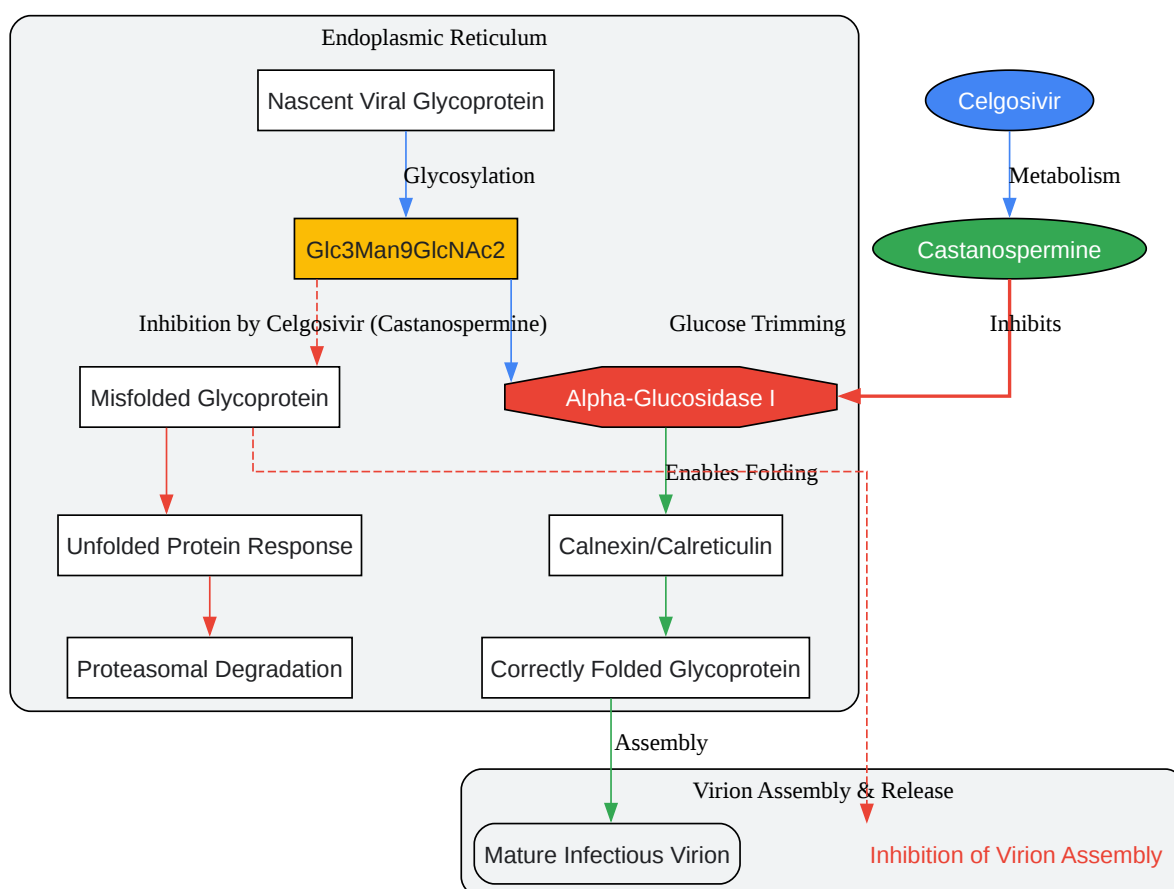 Endoplasmic Reticulum
Nascent Viral Glycoprotein
Celgosivir
Glycosylation
Metabolism
Glc3Man9GlcNAc2
Castanospermine
Inhibition by Celgosivir (Castanospermine)
Glucose Trimming
Inhibits
Misfolded Glycoprotein
Alpha-Glucosidase I
Enables Folding
Unfolded Protein Response
Calnexin/Calreticulin
Proteasomal Degradation
Correctly Folded Glycoprotein
Assembly
Virion Assembly & Release
Mature Infectious Virion
Inhibition of Virion Assembly